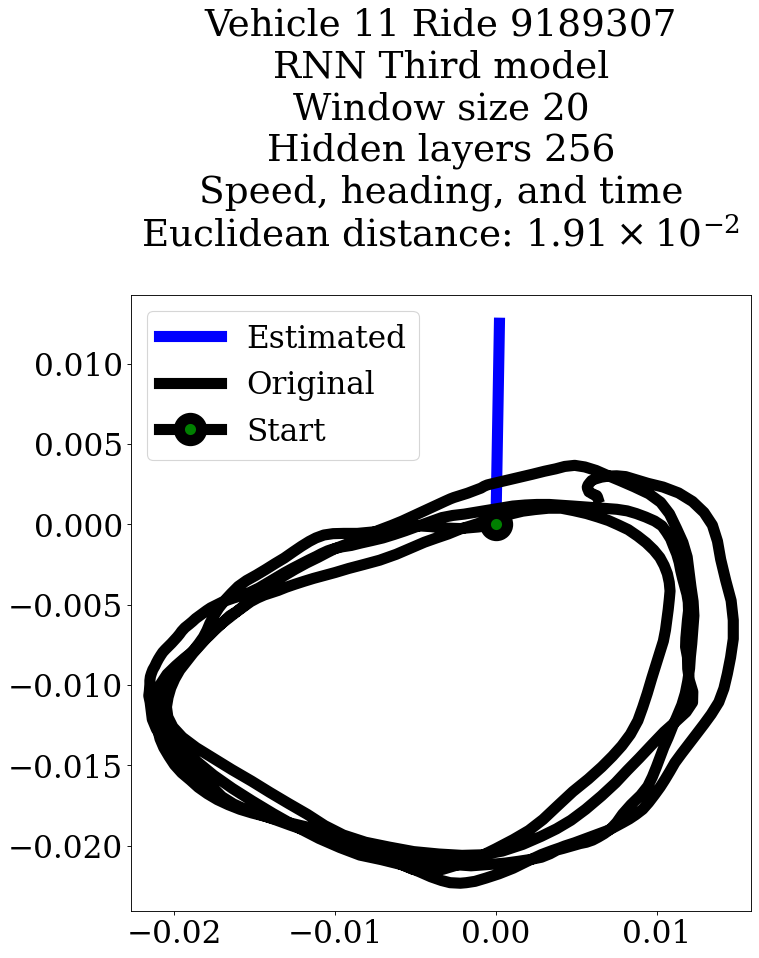 Vehicle 11 Ride 9189307
RNN Third model
Window size 20
Hidden layers 256
Speed, heading, and time
Euclidean distance: 1.91 × 10⁻²
Estimated
Original
Start
0.010
0.005
0.000
−0.005
−0.010
−0.015
−0.020
−0.02
−0.01
0.00
0.01